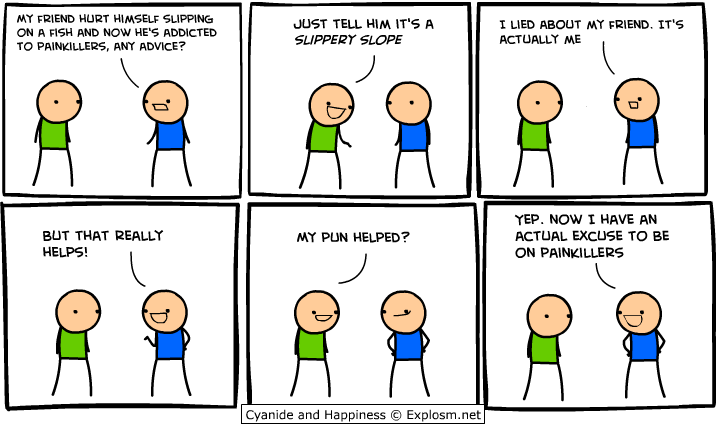 MY FRIEND HURT HIMSELF SLIPPING
ON A FISH AND NOW HE'S ADDICTED
TO PAINKILLERS, ANY ADVICE?
JUST TELL HIM IT'S A
SLIPPERY SLOPE
I LIED ABOUT MY FRIEND. IT'S
ACTUALLY ME
BUT THAT REALLY
HELPS!
MY PUN HELPED?
YEP. NOW I HAVE AN
ACTUAL EXCUSE TO BE
ON PAINKILLERS
Cyanide and Happiness © Explosm.net